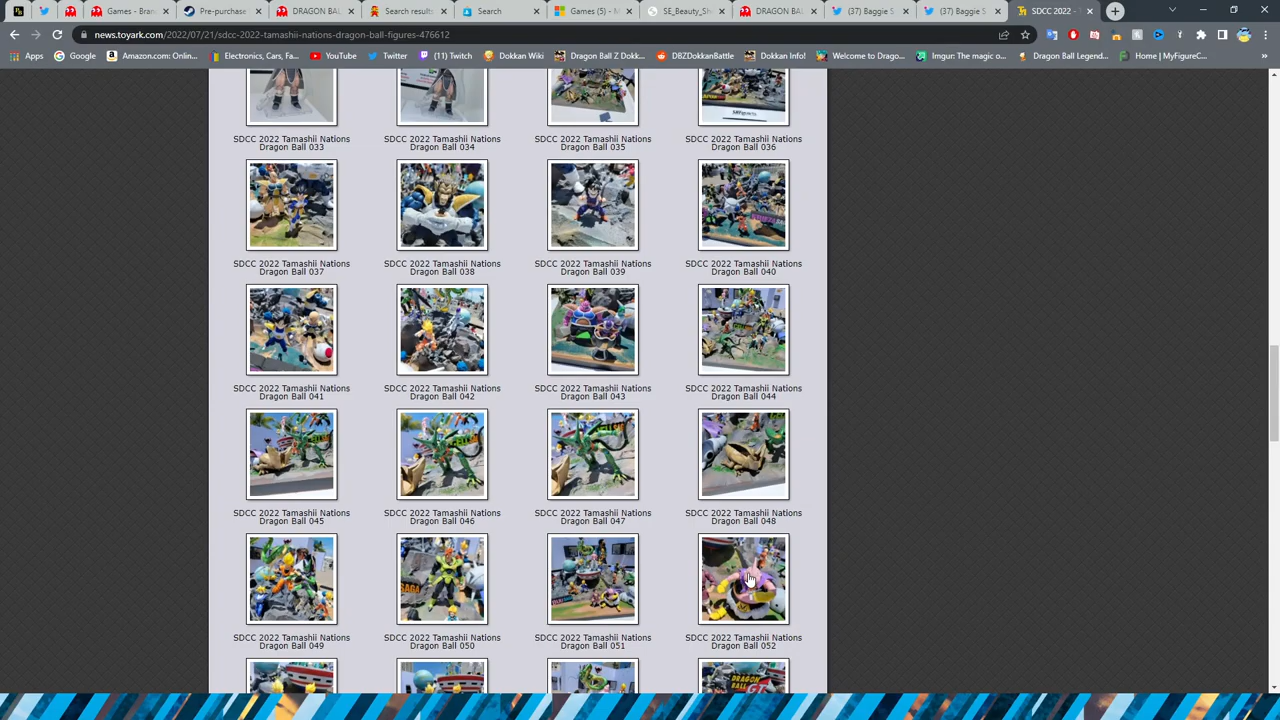 Games - Bran
Pre-purchase
DRAGON BAL
Search results
Search
Games (5) - M
SE_Beauty_Sh
DRAGON BAL
(37) Baggie S
(37) Baggie S
SDCC 2022 -
news.toyark.com/2022/07/21/sdcc-2022-tamashii-nations-dragon-ball-figures-476612
Apps
Google
Amazon.com: Onlin...
Electronics, Cars, Fa...
YouTube
Twitter
(11) Twitch
Dokkan Wiki
Dragon Ball Z Dokk...
DBZDokkanBattle
Dokkan Info!
Welcome to Drago...
Imgur: The magic o...
Dragon Ball Legend...
Home | MyFigureC...
SDCC 2022 Tamashii Nations
Dragon Ball 033
SDCC 2022 Tamashii Nations
Dragon Ball 034
SDCC 2022 Tamashii Nations
Dragon Ball 035
SDCC 2022 Tamashii Nations
Dragon Ball 036
SDCC 2022 Tamashii Nations
Dragon Ball 037
SDCC 2022 Tamashii Nations
Dragon Ball 038
SDCC 2022 Tamashii Nations
Dragon Ball 039
SDCC 2022 Tamashii Nations
Dragon Ball 040
SDCC 2022 Tamashii Nations
Dragon Ball 041
SDCC 2022 Tamashii Nations
Dragon Ball 042
SDCC 2022 Tamashii Nations
Dragon Ball 043
SDCC 2022 Tamashii Nations
Dragon Ball 044
SDCC 2022 Tamashii Nations
Dragon Ball 045
SDCC 2022 Tamashii Nations
Dragon Ball 046
SDCC 2022 Tamashii Nations
Dragon Ball 047
SDCC 2022 Tamashii Nations
Dragon Ball 048
SAGA
SDCC 2022 Tamashii Nations
Dragon Ball 049
SDCC 2022 Tamashii Nations
Dragon Ball 050
SDCC 2022 Tamashii Nations
Dragon Ball 051
SDCC 2022 Tamashii Nations
Dragon Ball 052
DRAGON
BALL GT